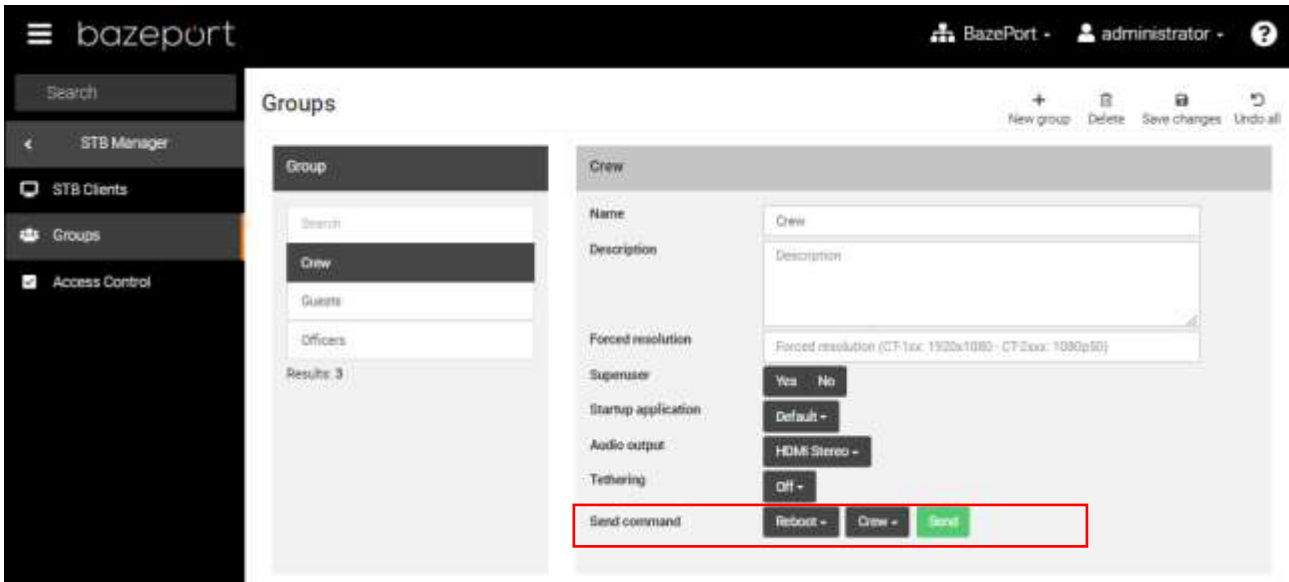 bazeport
BazePort
administrator
?
Search
Groups
New group Delete Save changes Undo all
STB Manager
Group
Crew
STB Clients
Name
Crew
Search
Groups
Description
Description
Crew
Access Control
Guests
Officers
Forced resolution
Forced resolution (CT-1xx: 1920x1080 - CT-2xxx: 1080p50)
Results: 3
Superuser
Yes No
Startup application
Default
Audio output
HDMI Stereo
Tethering
Off
Send command
Reboot Crew Send